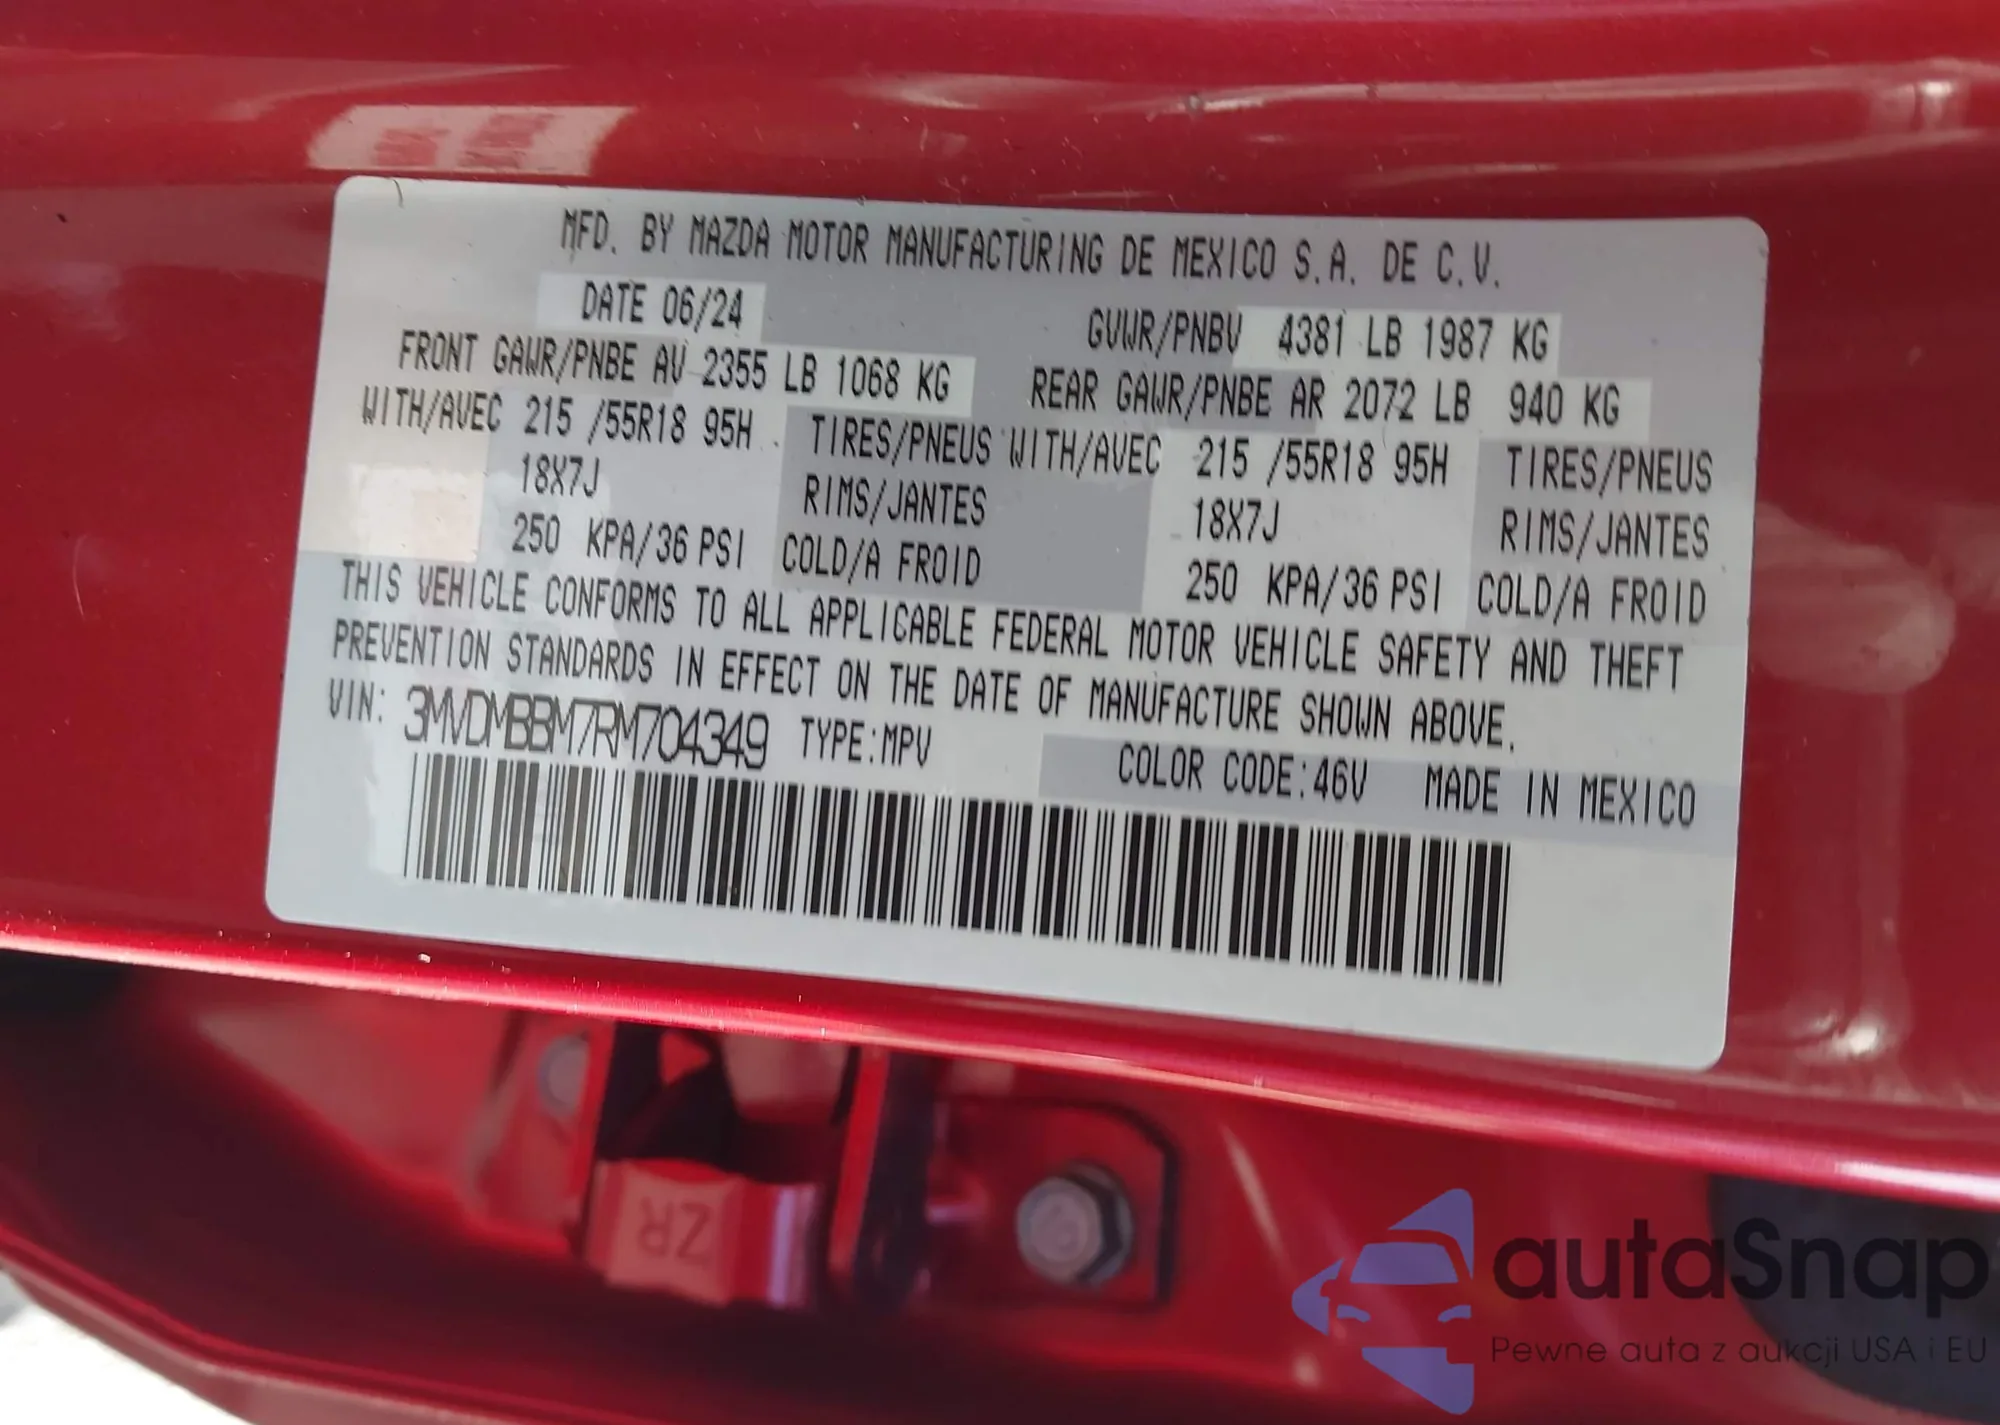 MFD. BY MAZDA MOTOR MANUFACTURING DE MEXICO S.A. DE C.V.
DATE 06/24 GVWR/PNBV 4381 LB 1987 KG
FRONT GAWR/PNBE AV 2355 LB 1068 KG REAR GAWR/PNBE AR 2072 LB 940 KG
WITH/AVEC 215 /55R18 95H TIRES/PNEUS WITH/AVEC 215 /55R18 95H TIRES/PNEUS
18X7J RIMS/JANTES 18X7J RIMS/JANTES
250 KPA/36 PSI COLD/A FROID 250 KPA/36 PSI COLD/A FROID
THIS VEHICLE CONFORMS TO ALL APPLICABLE FEDERAL MOTOR VEHICLE SAFETY AND THEFT
PREVENTION STANDARDS IN EFFECT ON THE DATE OF MANUFACTURE SHOWN ABOVE.
VIN: 3MVDMBBM7RM704349 TYPE:MPV COLOR CODE:46V MADE IN MEXICO
ZR
autaSnap
Pewne auta z aukcji USA i EU